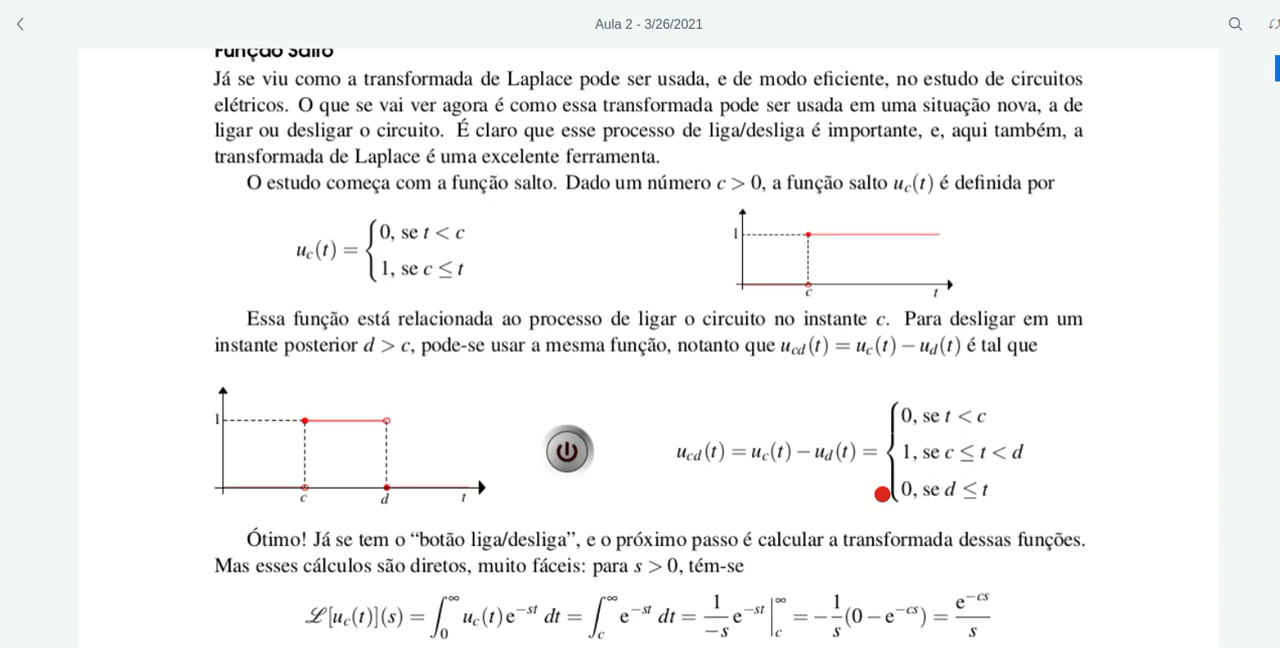 Aula 2 - 3/26/2021
Função Salto
Já se viu como a transformada de Laplace pode ser usada, e de modo eficiente, no estudo de circuitos
elétricos. O que se vai ver agora é como essa transformada pode ser usada em uma situação nova, a de
ligar ou desligar o circuito. É claro que esse processo de liga/desliga é importante, e, aqui também, a
transformada de Laplace é uma excelente ferramenta.
O estudo começa com a função salto. Dado um número c > 0, a função salto u_c(t) é definida por
u_c(t) = { 0, se t < c
1, se c ≤ t
1
c t
Essa função está relacionada ao processo de ligar o circuito no instante c. Para desligar em um
instante posterior d > c, pode-se usar a mesma função, notanto que u_cd(t) = u_c(t) − u_d(t) é tal que
1
c d t
u_cd(t) = u_c(t) − u_d(t) = { 0, se t < c
1, se c ≤ t < d
0, se d ≤ t
Ótimo! Já se tem o “botão liga/desliga”, e o próximo passo é calcular a transformada dessas funções.
Mas esses cálculos são diretos, muito fáceis: para s > 0, tém-se
ℒ[u_c(t)](s) = ∫_0^∞ u_c(t) e^{−st} dt = ∫_c^∞ e^{−st} dt = 1/−s e^{−st} |_c^∞ = −1/s (0 − e^{−cs}) = e^{−cs}/s